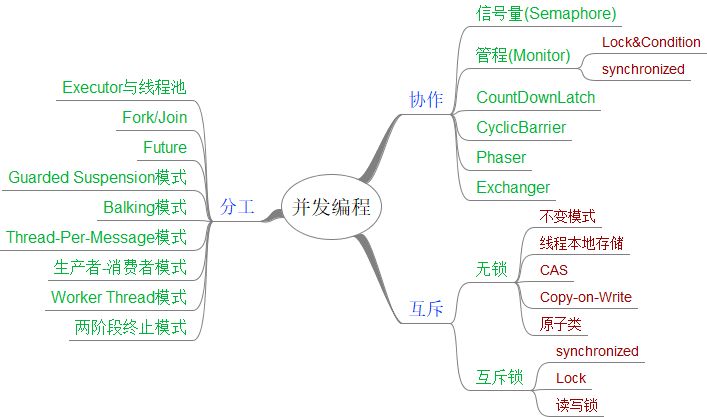 并发编程
分工
Executor与线程池
Fork/Join
Future
Guarded Suspension模式
Balking模式
Thread-Per-Message模式
生产者-消费者模式
Worker Thread模式
两阶段终止模式
协作
信号量(Semaphore)
管程(Monitor)
Lock&Condition
synchronized
CountDownLatch
CyclicBarrier
Phaser
Exchanger
互斥
无锁
不变模式
线程本地存储
CAS
Copy-on-Write
原子类
互斥锁
synchronized
Lock
读写锁